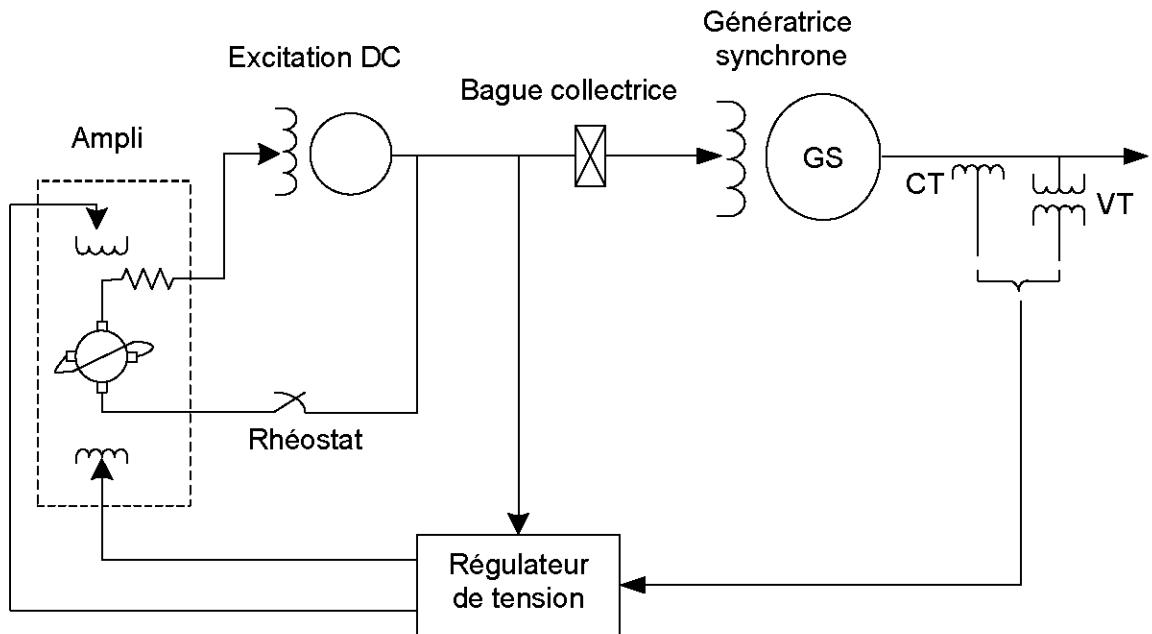 Génératrice
synchrone
Excitation DC
Bague collectrice
Ampli
GS
CT
VT
Rhéostat
Régulateur
de tension